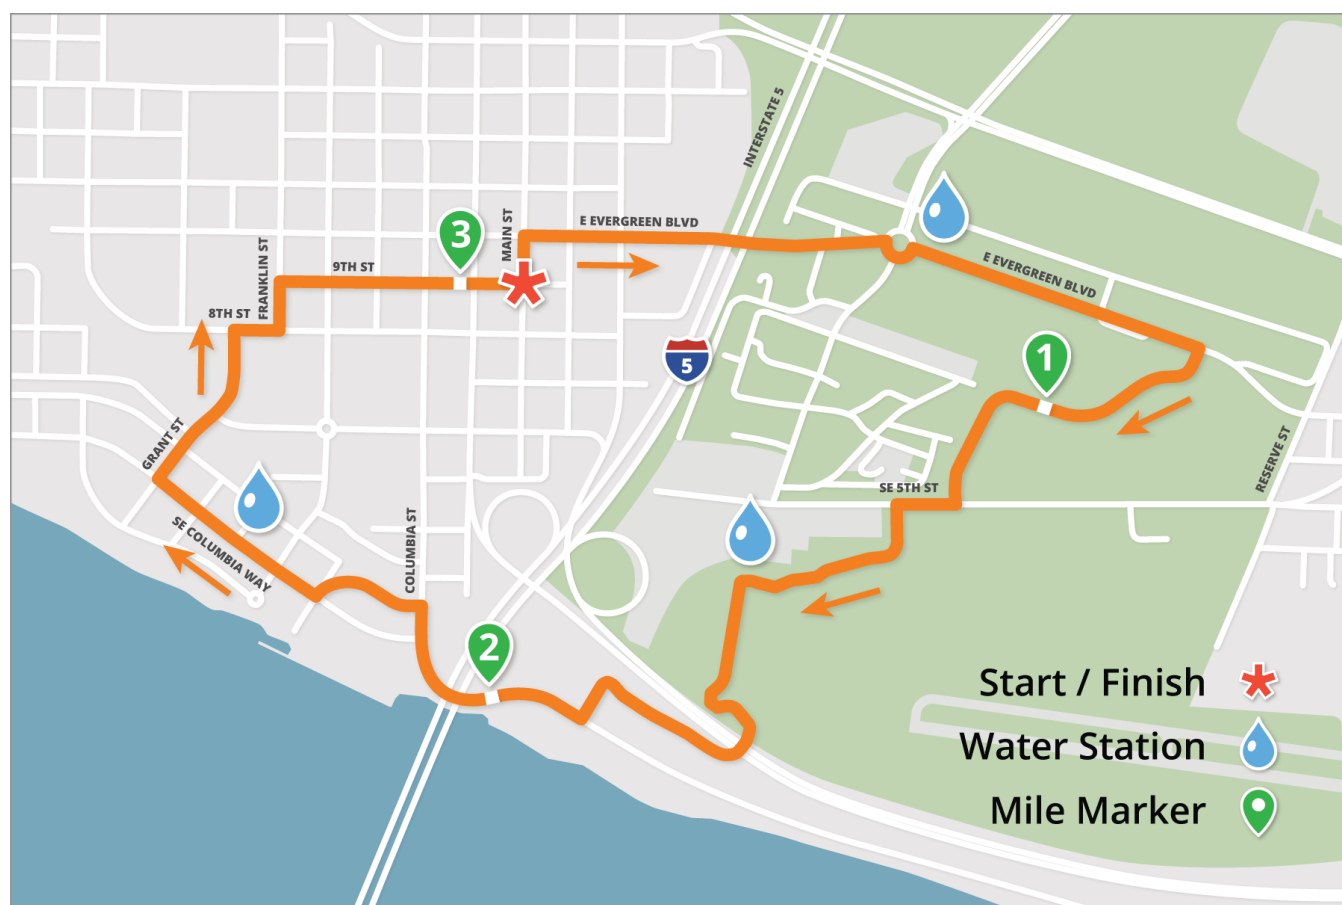 INTERSTATE 5
MAIN ST
E EVERGREEN BLVD
3
FRANKLIN ST
9TH ST
E EVERGREEN BLVD
8TH ST
1
5
GRANT ST
RESERVE ST
SE 5TH ST
COLUMBIA ST
SE COLUMBIA WAY
2
Start / Finish
Water Station
Mile Marker